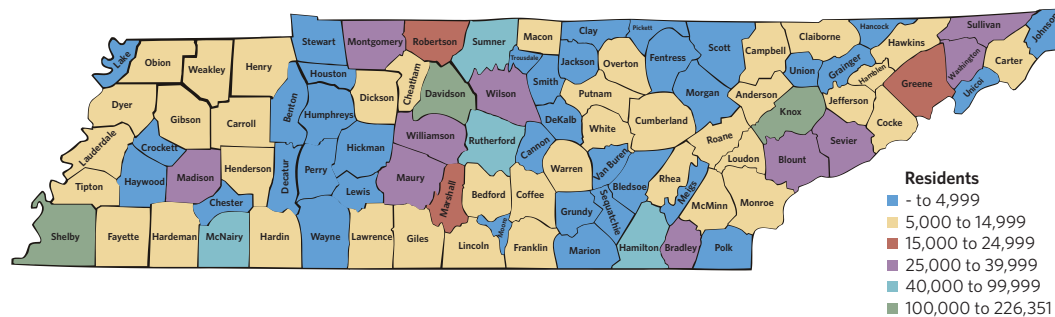 Lake
Obion
Weakley
Henry
Stewart
Montgomery
Robertson
Sumner
Macon
Clay
Pickett
Scott
Campbell
Claiborne
Hancock
Hawkins
Sullivan
Johnson
Trousdale
Jackson
Overton
Fentress
Union
Grainger
Hamblen
Greene
Washington
Carter
Unicoi
Houston
Dickson
Cheatham
Davidson
Wilson
Smith
Putnam
Morgan
Anderson
Knox
Jefferson
Cocke
Dyer
Gibson
Carroll
Benton
Humphreys
Hickman
Williamson
Rutherford
Cannon
DeKalb
White
Cumberland
Roane
Loudon
Blount
Sevier
Lauderdale
Crockett
Haywood
Madison
Henderson
Decatur
Perry
Lewis
Maury
Marshall
Bedford
Coffee
Warren
Van Buren
Bledsoe
Rhea
Meigs
McMinn
Monroe
Tipton
Chester
Grundy
Sequatchie
Shelby
Fayette
Hardeman
McNairy
Hardin
Wayne
Lawrence
Giles
Lincoln
Moore
Franklin
Marion
Hamilton
Bradley
Polk
Residents
- to 4,999
5,000 to 14,999
15,000 to 24,999
25,000 to 39,999
40,000 to 99,999
100,000 to 226,351